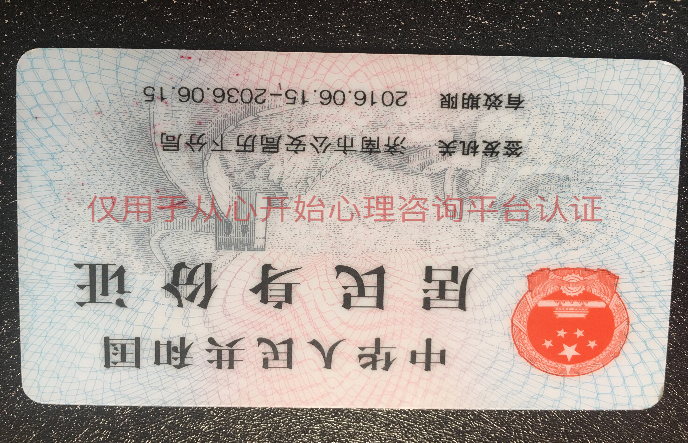 中华人民共和国
居民身份证
仅用于从心开始心理咨询平台认证
签发机关 济南市公安局历下分局
有效期限 2016.06.15-2036.06.15